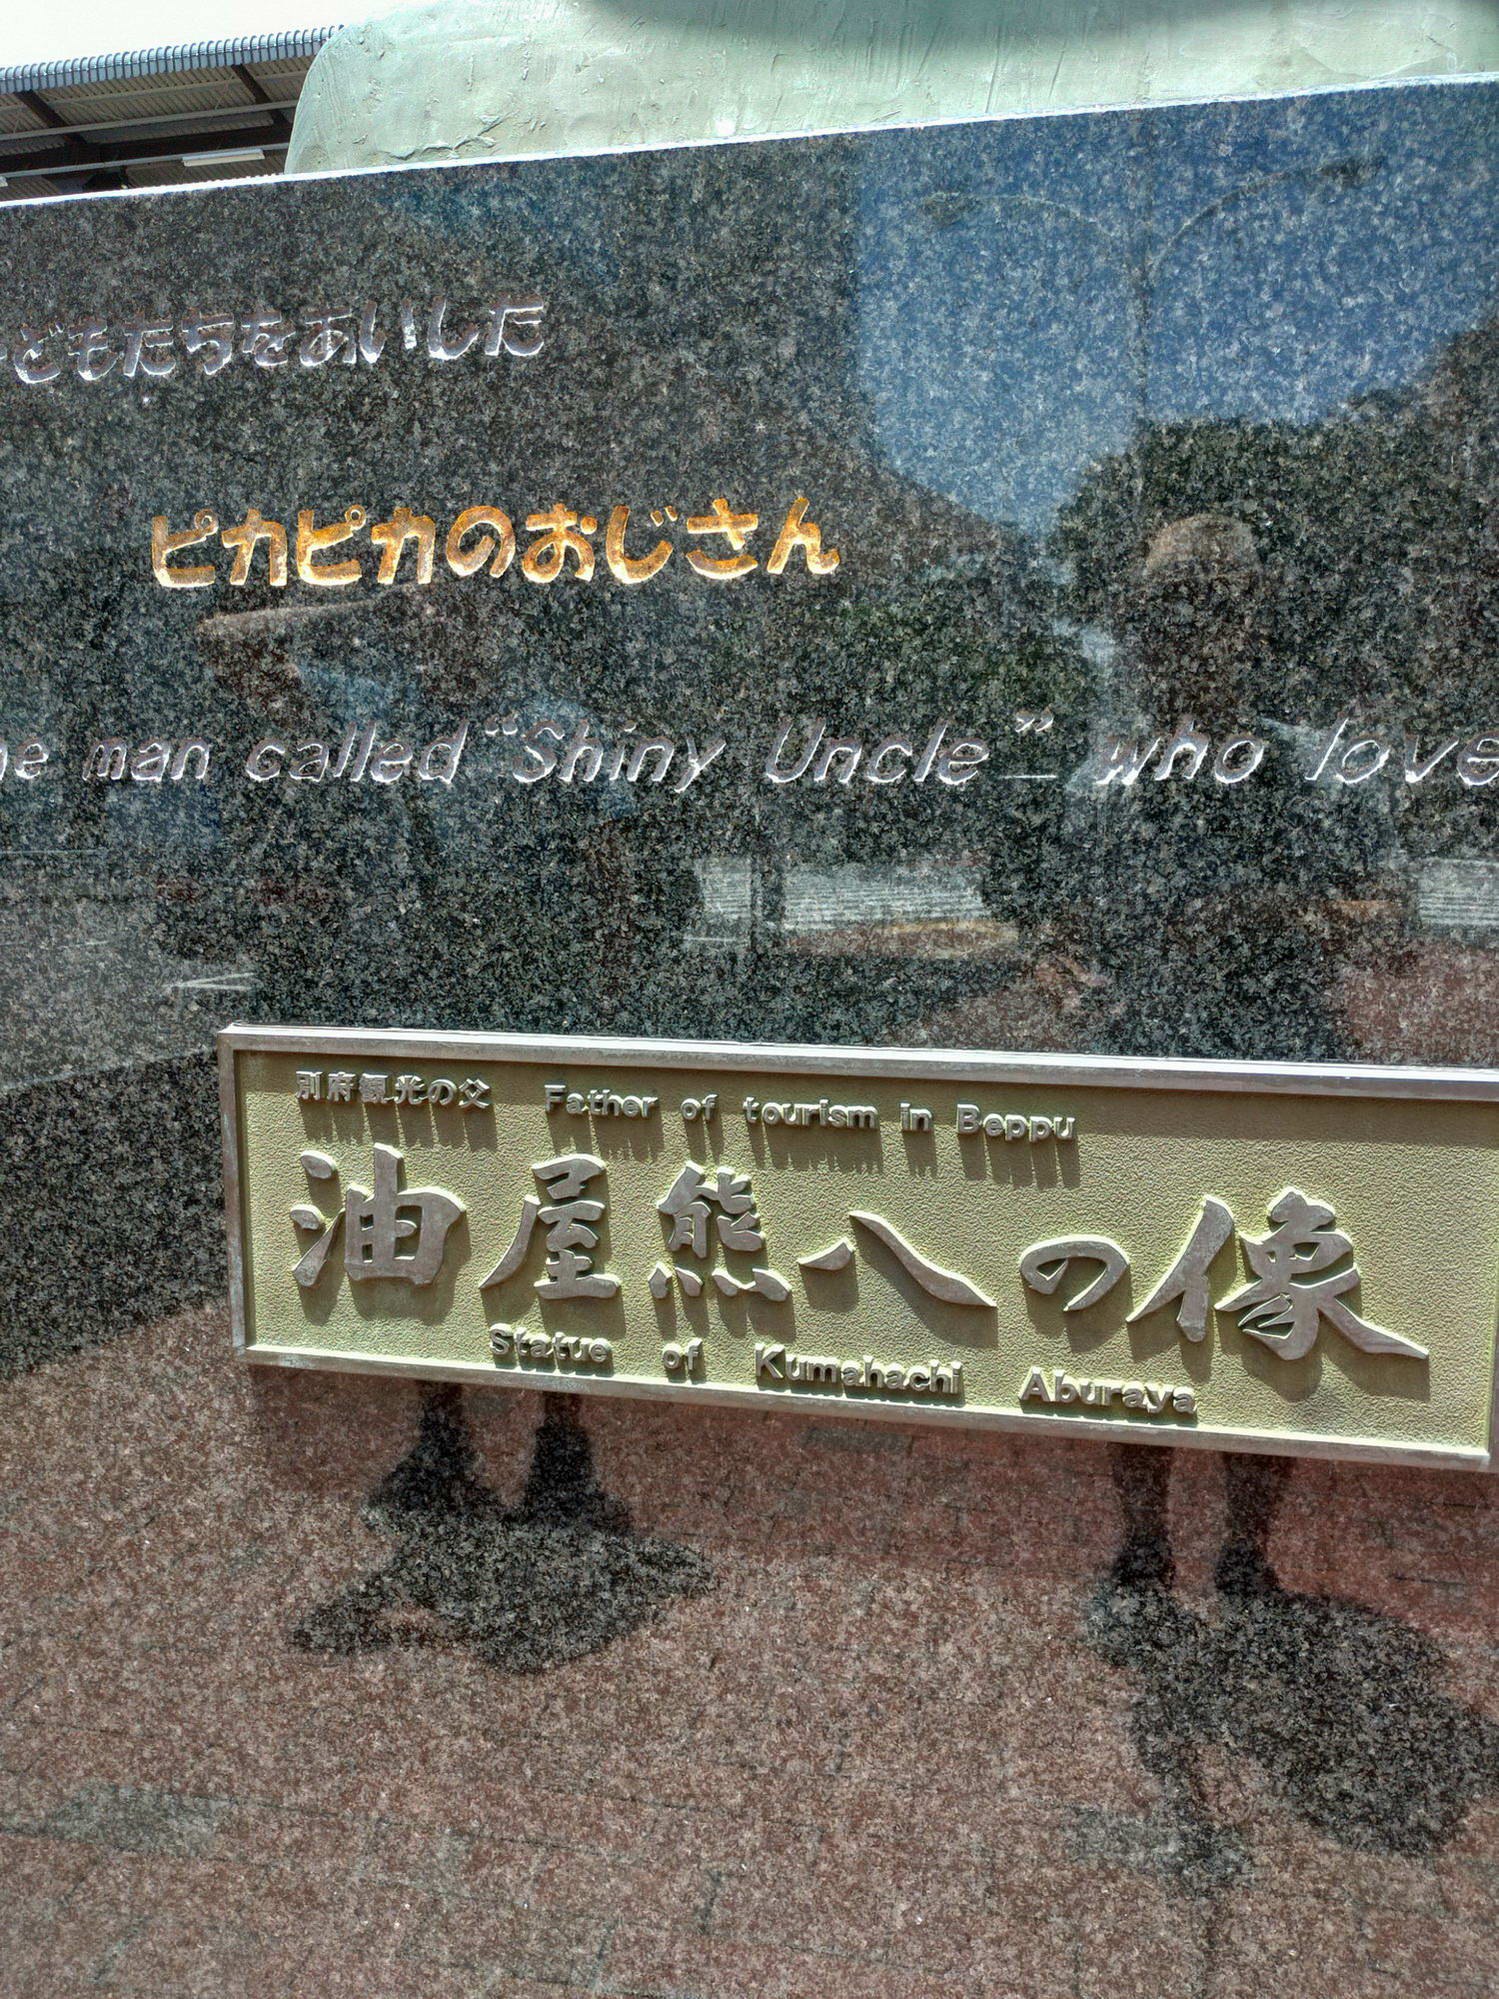 どもたちをあいした
ピカピカのおじさん
man called “Shiny Uncle” who love
別府観光の父 Father of tourism in Beppu
油屋熊八の像
Statue of Kumahachi Aburaya